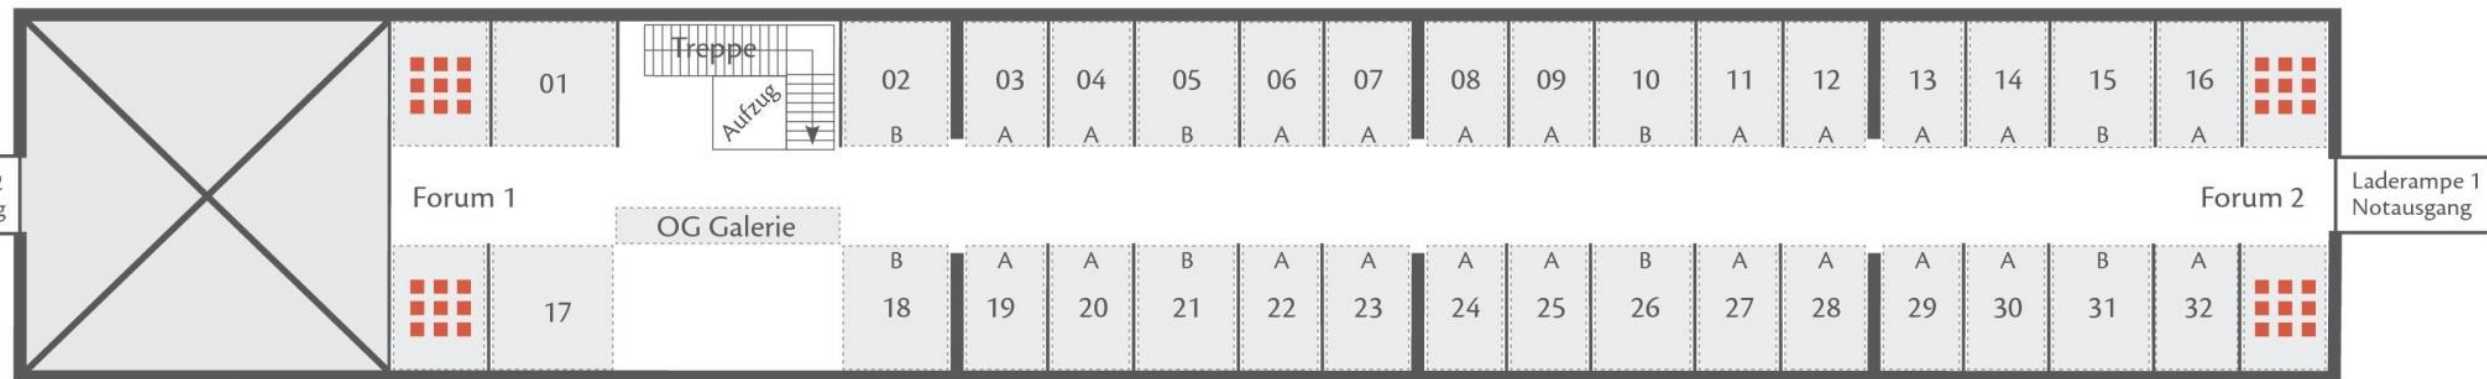 Treppe
Aufzug
01
02
03
04
05
06
07
08
09
10
11
12
13
14
15
16
B
A
A
B
A
A
A
A
B
A
A
A
A
B
A
2
g
Forum 1
Forum 2
Laderampe 1
Notausgang
OG Galerie
B
A
A
B
A
A
A
A
B
A
A
A
A
B
A
17
18
19
20
21
22
23
24
25
26
27
28
29
30
31
32